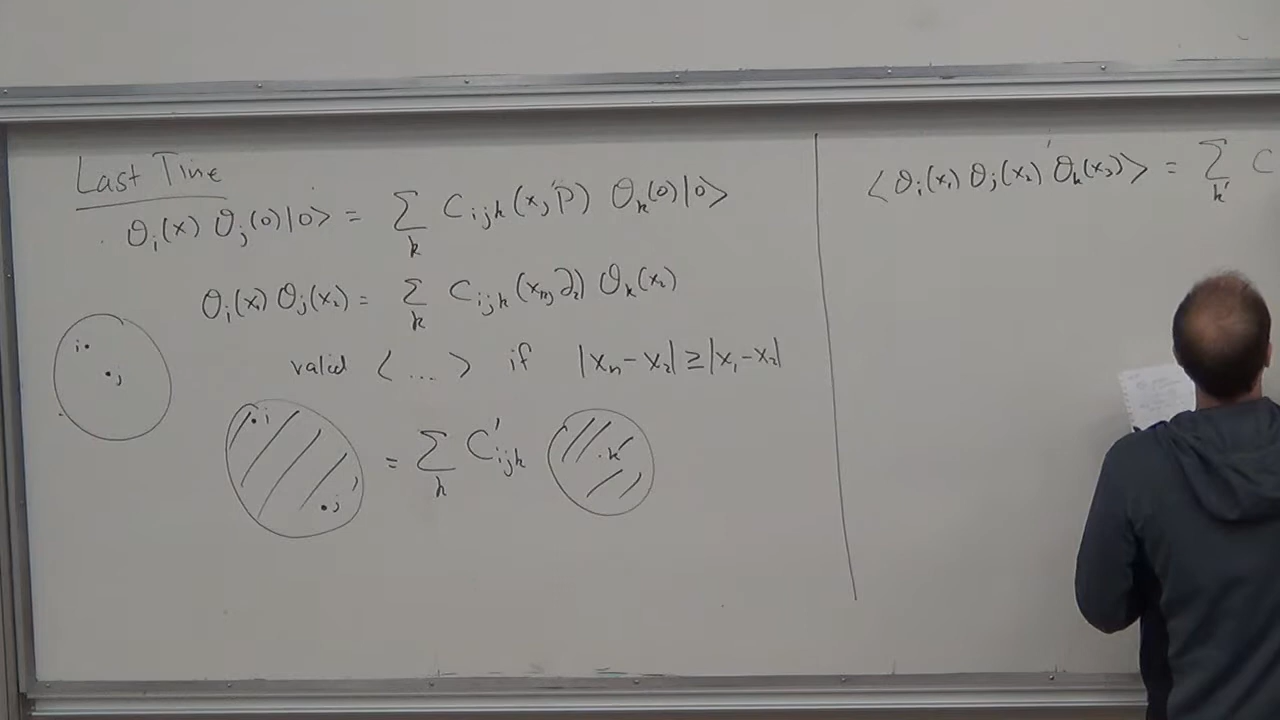 Last Time
O_i(x) O_j(0)|0⟩ = Σ_k C_ijk(x, P) O_k(0)|0⟩
O_i(x_1) O_j(x_2) = Σ_k C_ijk(x_12, ∂_2) O_k(x_2)
valid ⟨...⟩ if |x_n - x_2| ≥ |x_1 - x_2|
i j
i j = Σ_k C'_ijk k
⟨O_i(x_1) O_j(x_2) O_k(x_3)⟩ = Σ_k' C